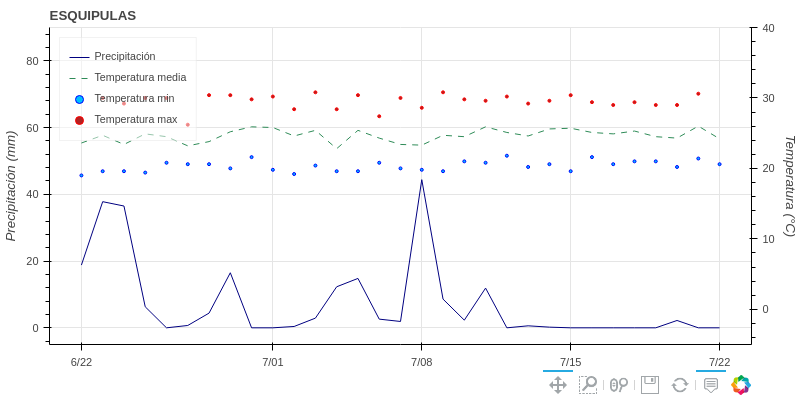 ESQUIPULAS
Precipitación
Temperatura media
Temperatura min
Temperatura max
Precipitación (mm)
80
60
40
20
0
Temperatura (°C)
40
30
20
10
0
6/22
7/01
7/08
7/15
7/22